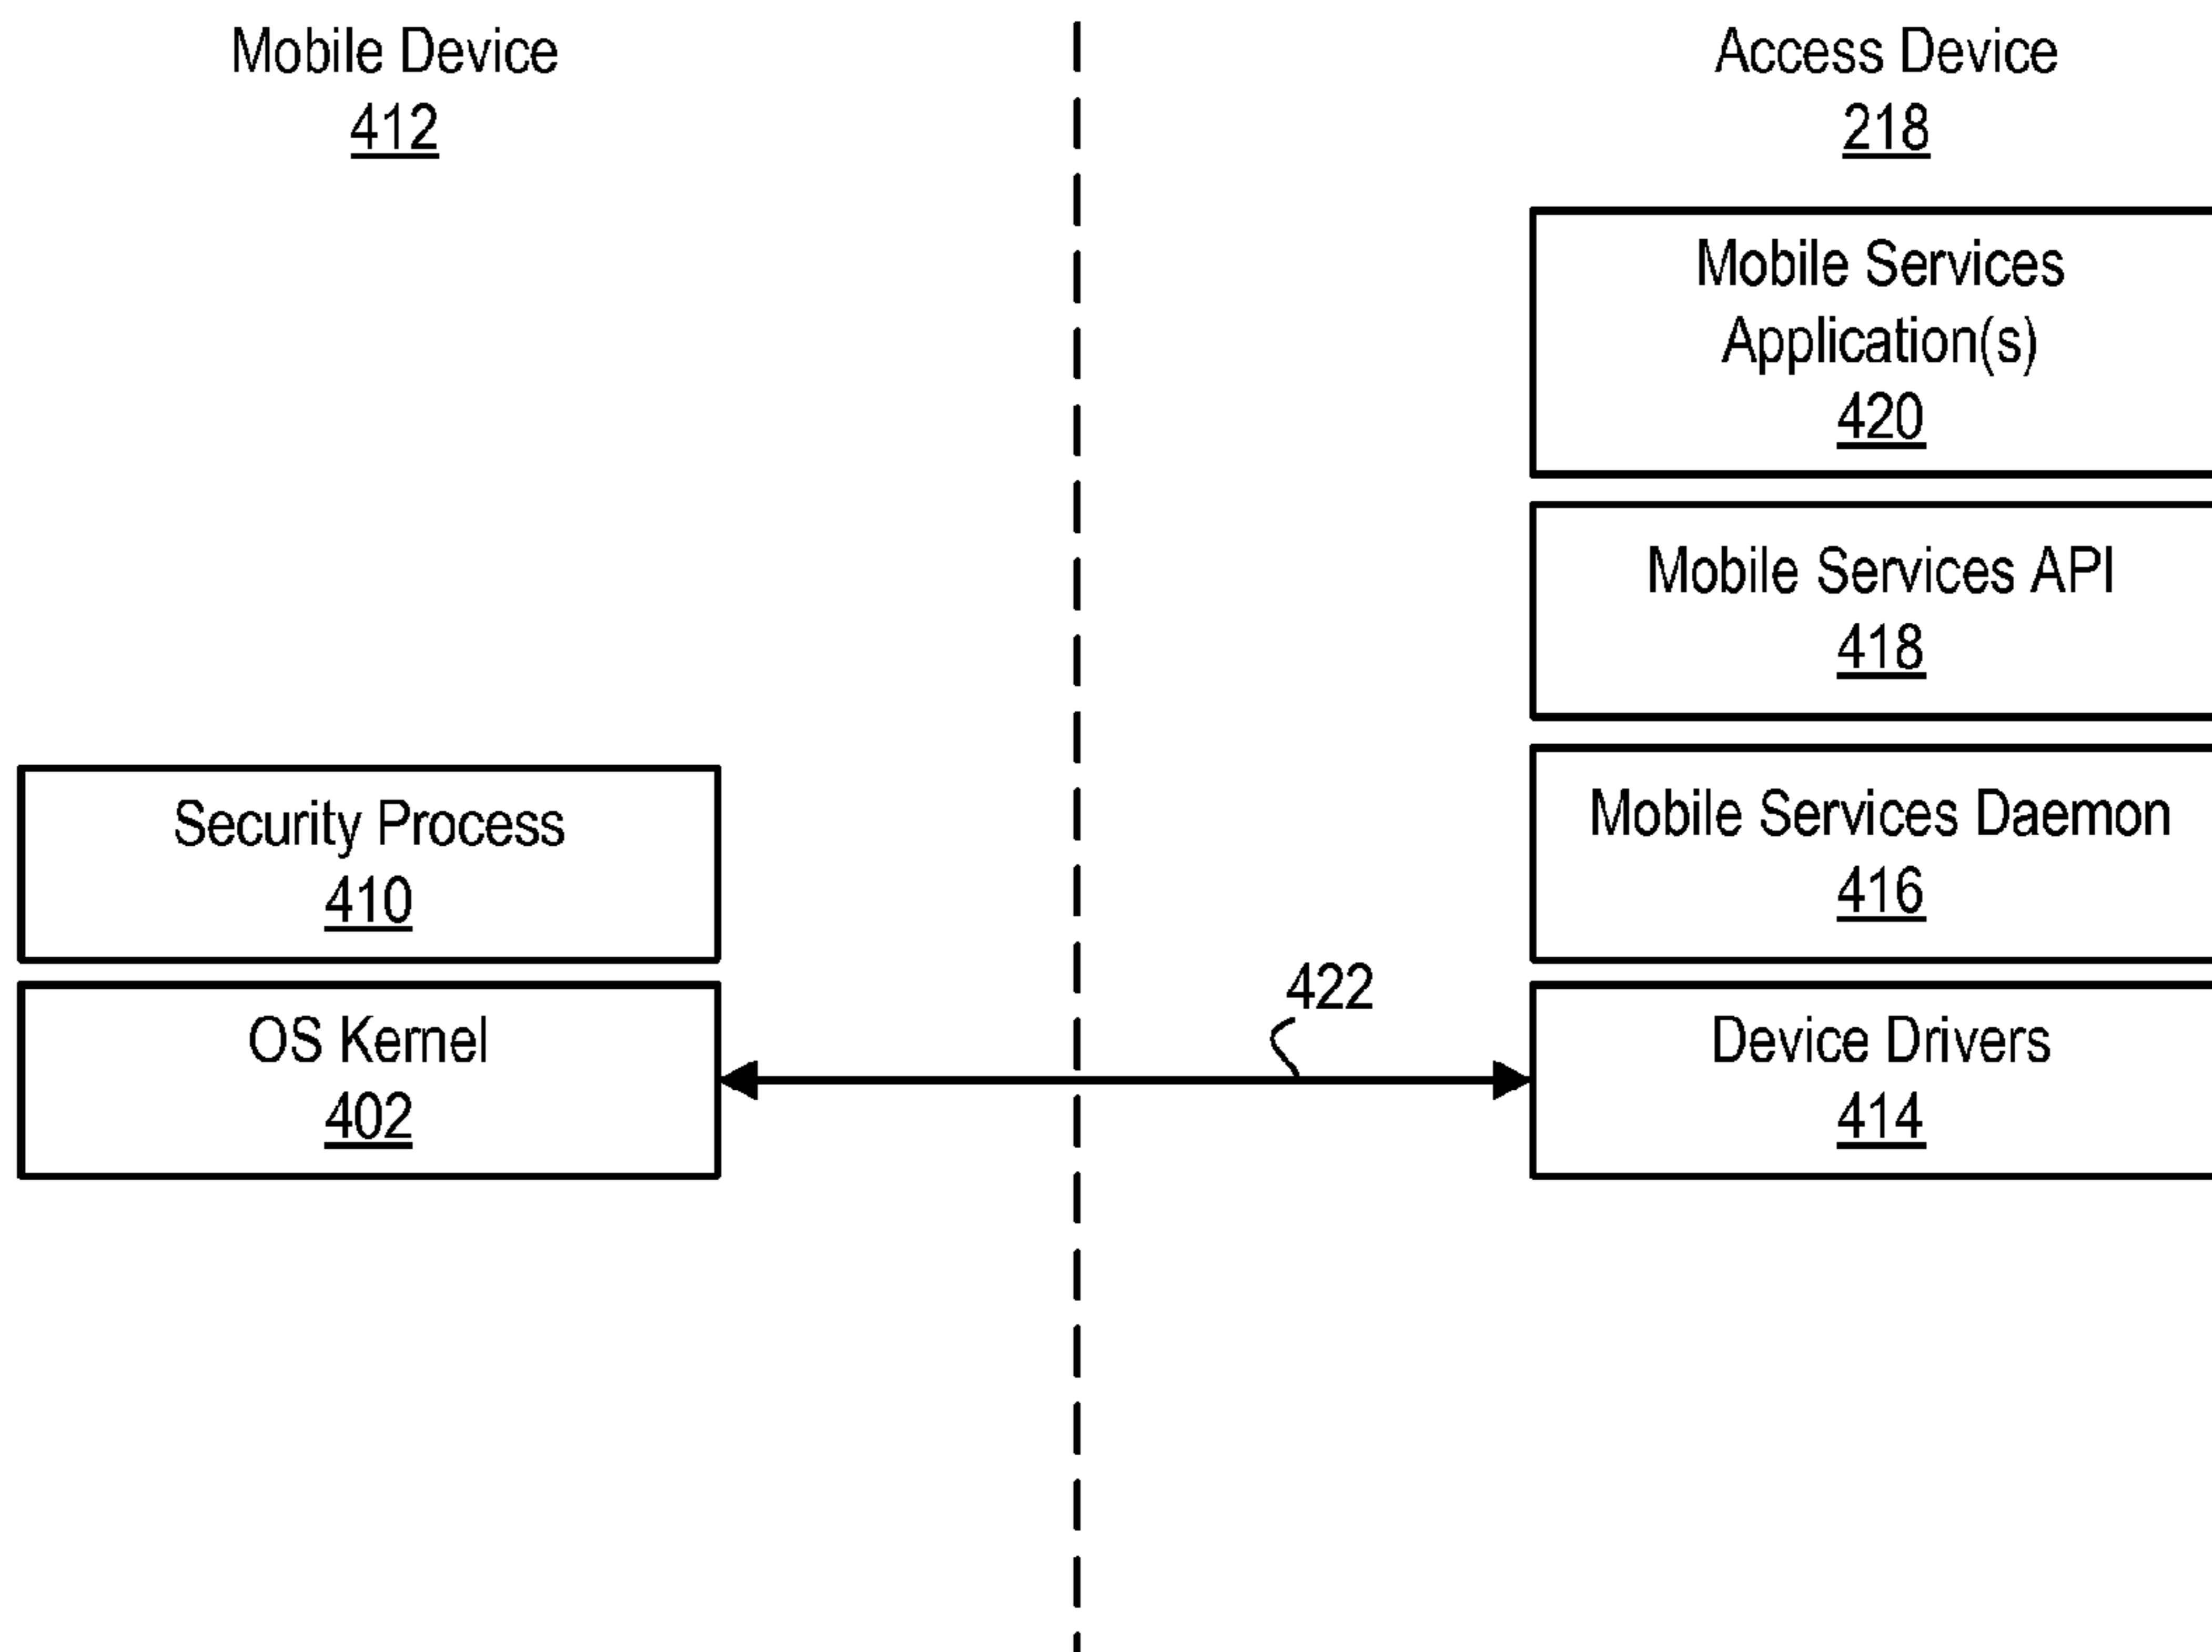 Mobile Device
412
Access Device
218
Mobile Services
Application(s)
420
Mobile Services API
418
Mobile Services Daemon
416
Security Process
410
422
OS Kernel
402
Device Drivers
414